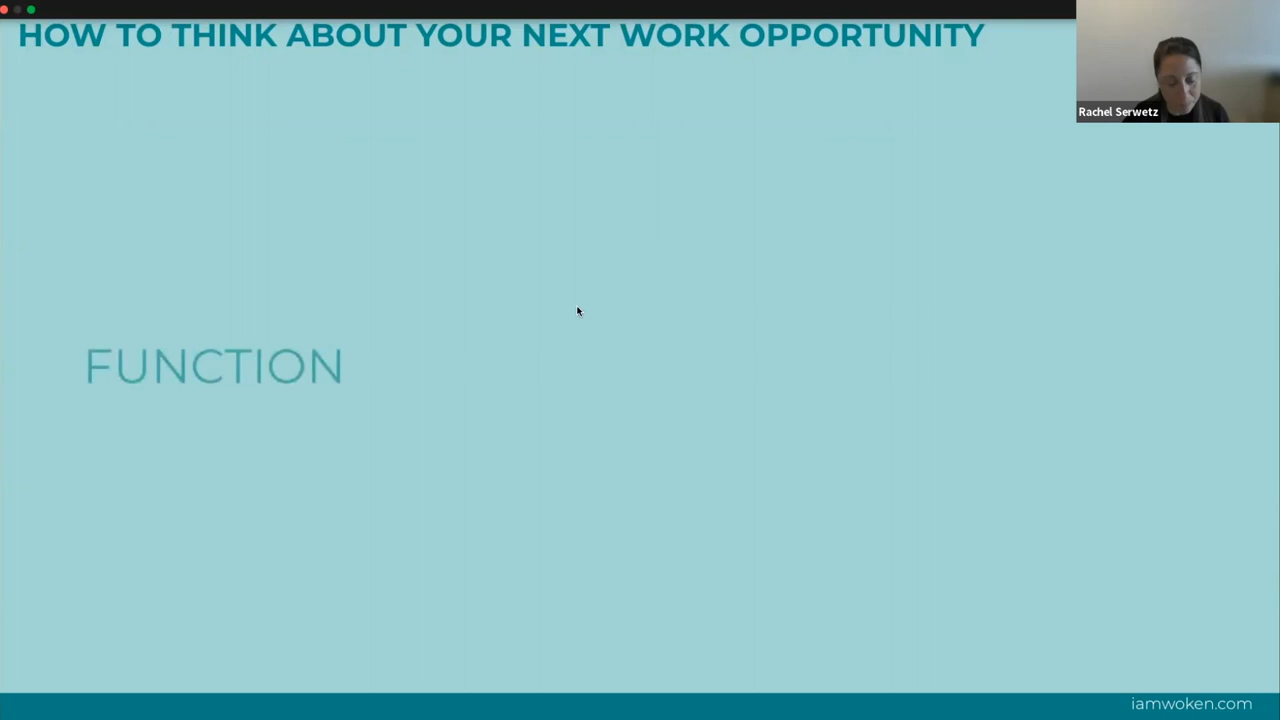 HOW TO THINK ABOUT YOUR NEXT WORK OPPORTUNITY
Rachel Serwetz
FUNCTION
iamwoken.com